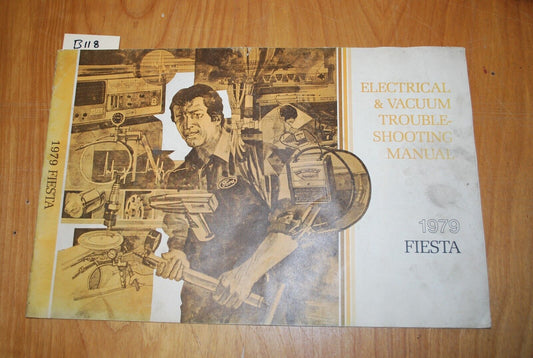 B118
1979 FIESTA
ELECTRICAL
& VACUUM
TROUBLE-
SHOOTING
MANUAL
1979
FIESTA